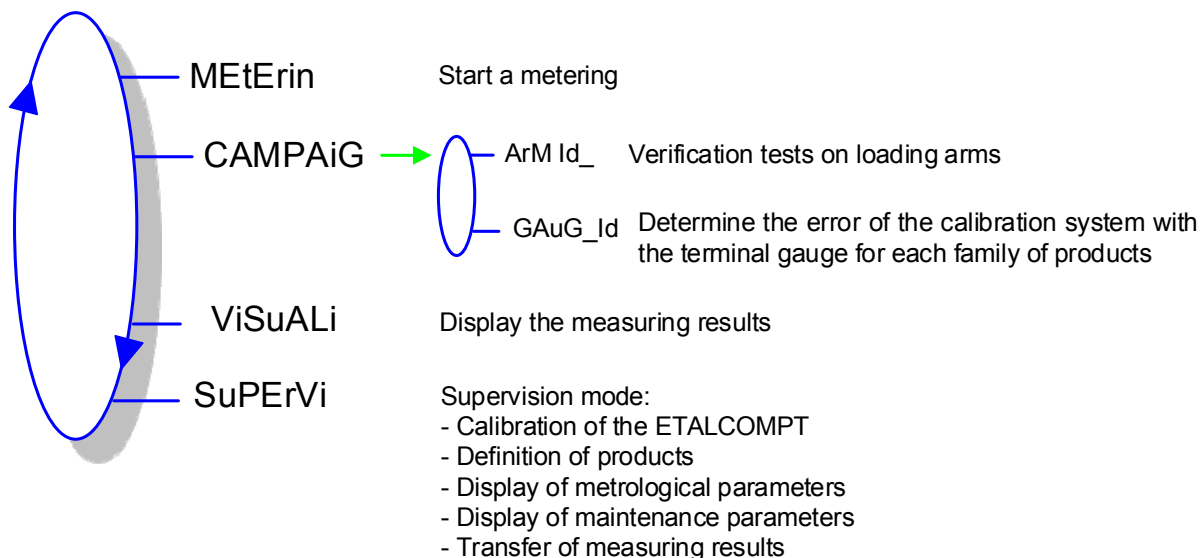 MEtErin Start a metering
CAMPAiG ArM Id_ Verification tests on loading arms
GAuG_Id Determine the error of the calibration system with
the terminal gauge for each family of products
ViSuALi Display the measuring results
SuPErVi Supervision mode:
- Calibration of the ETALCOMPT
- Definition of products
- Display of metrological parameters
- Display of maintenance parameters
- Transfer of measuring results